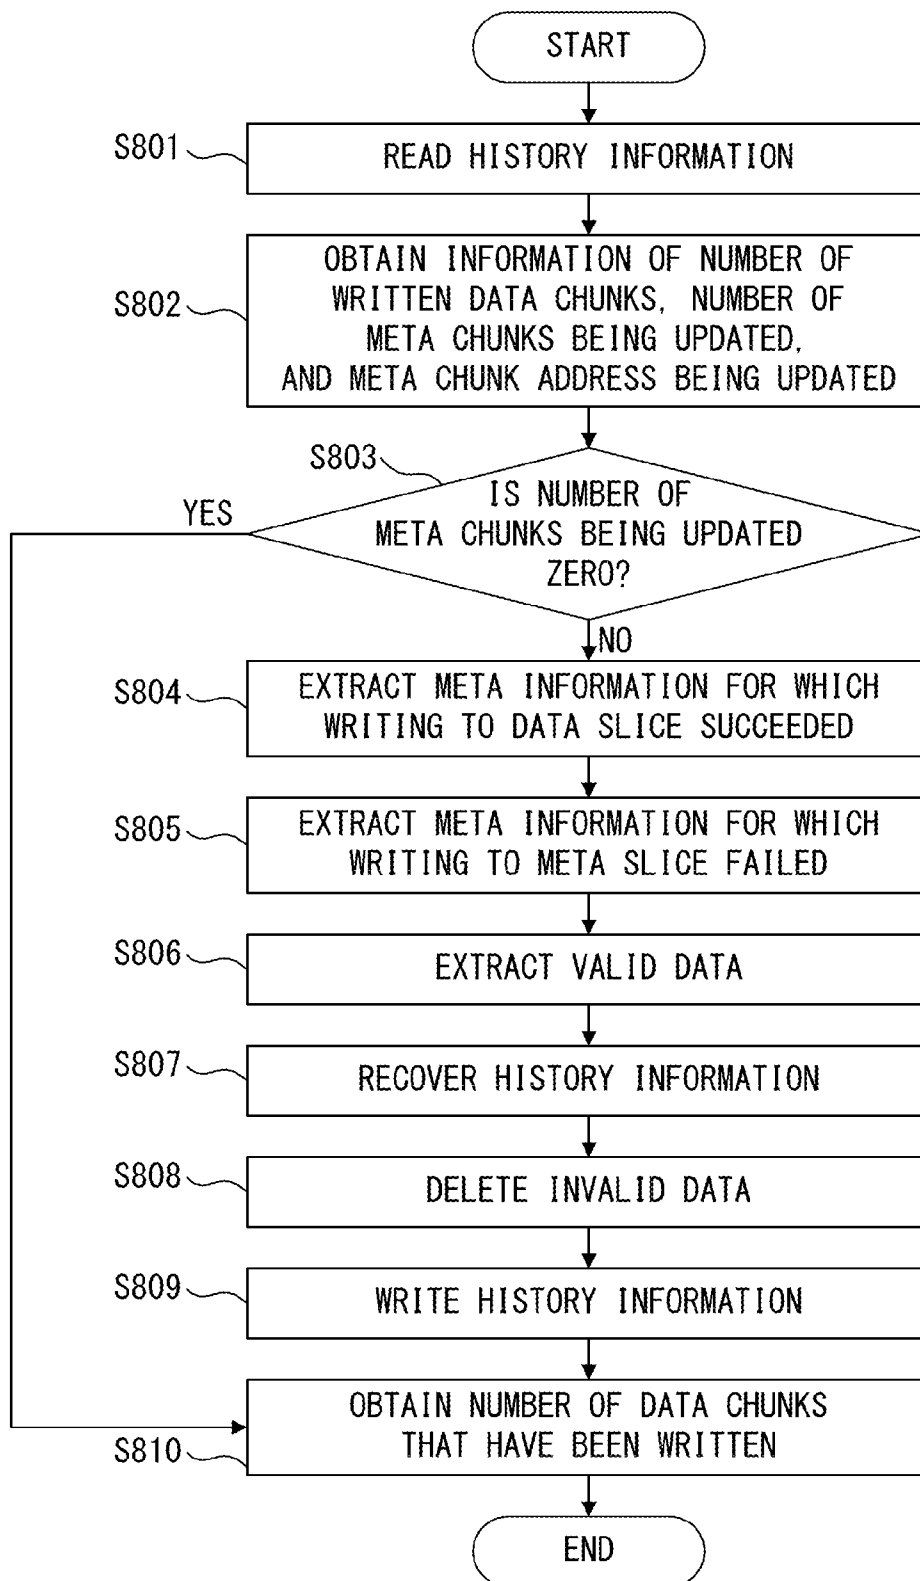 START
S801
READ HISTORY INFORMATION
S802
OBTAIN INFORMATION OF NUMBER OF
WRITTEN DATA CHUNKS, NUMBER OF
META CHUNKS BEING UPDATED,
AND META CHUNK ADDRESS BEING UPDATED
S803
IS NUMBER OF
META CHUNKS BEING UPDATED
ZERO?
YES
NO
S804
EXTRACT META INFORMATION FOR WHICH
WRITING TO DATA SLICE SUCCEEDED
S805
EXTRACT META INFORMATION FOR WHICH
WRITING TO META SLICE FAILED
S806
EXTRACT VALID DATA
S807
RECOVER HISTORY INFORMATION
S808
DELETE INVALID DATA
S809
WRITE HISTORY INFORMATION
S810
OBTAIN NUMBER OF DATA CHUNKS
THAT HAVE BEEN WRITTEN
END